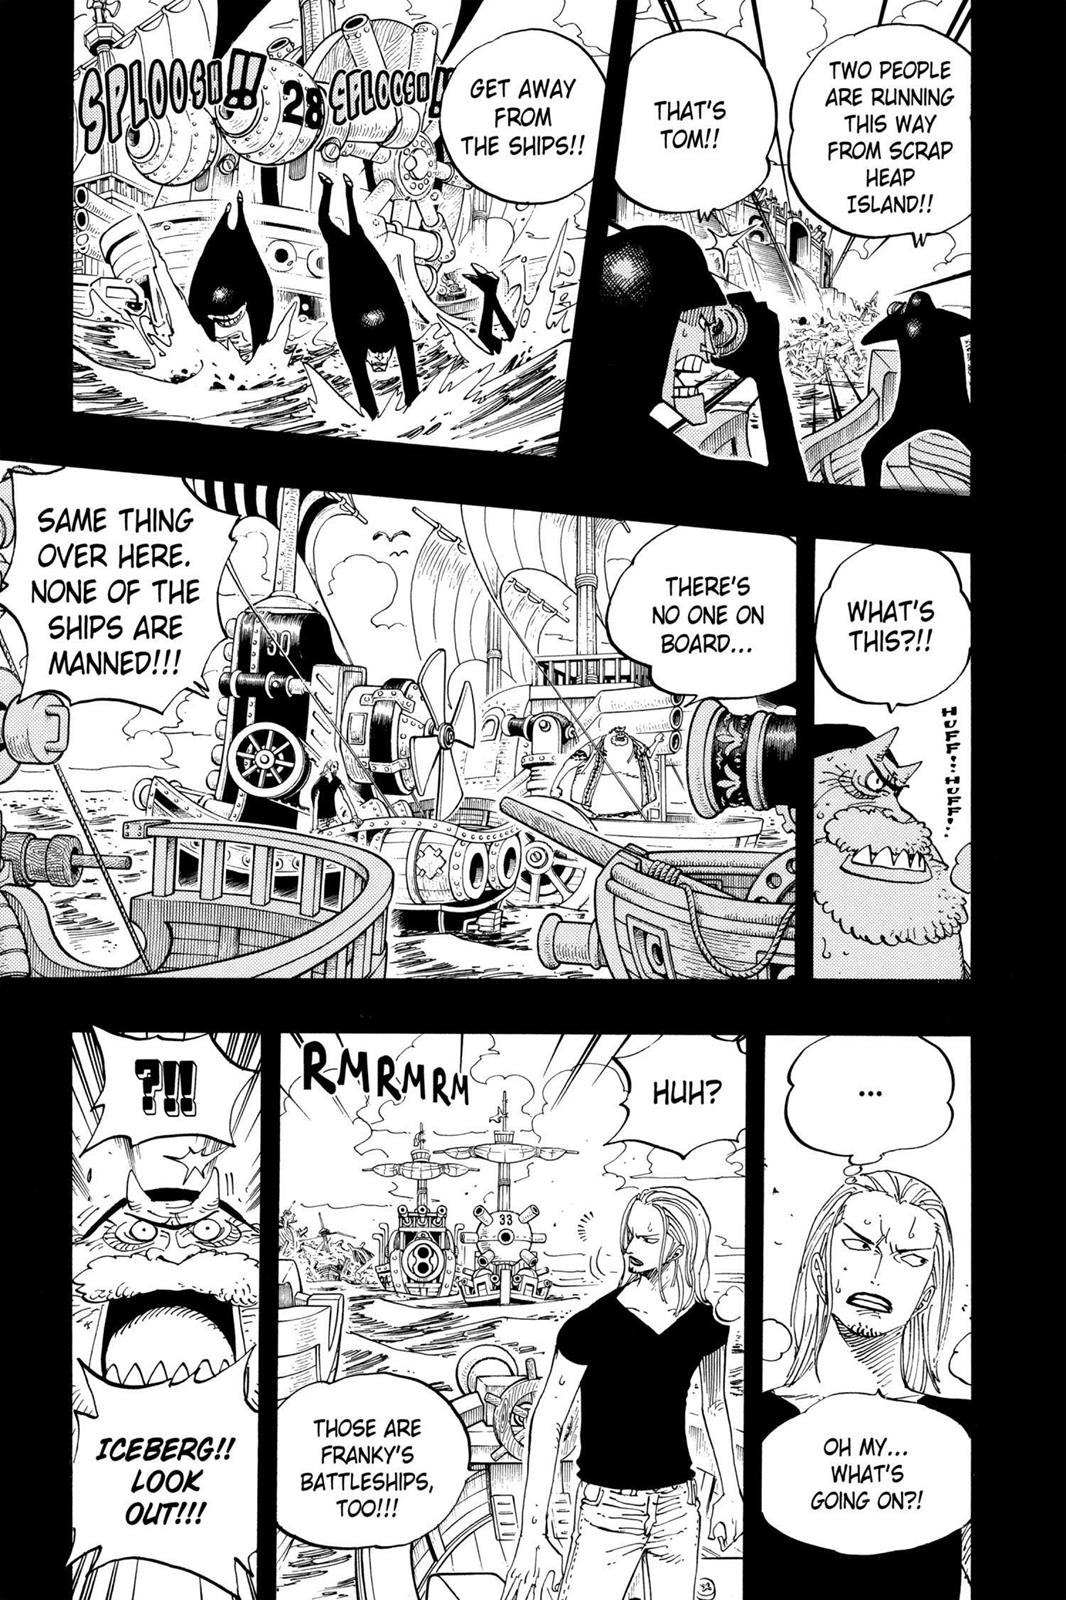 TWO PEOPLE
ARE RUNNING
THIS WAY
FROM SCRAP
HEAP
ISLAND!!
THAT'S
TOM!!
GET AWAY
FROM
THE SHIPS!!
SPLOOSH!!
SPLOOSH!!
28
WHAT'S
THIS?!!
HUFF... HUFF...
THERE'S
NO ONE ON
BOARD...
SAME THING
OVER HERE.
NONE OF THE
SHIPS ARE
MANNED!!!
30
...
OH MY...
WHAT'S
GOING ON?!
HUH?
RMRMRM
8
33
THOSE ARE
FRANKY'S
BATTLESHIPS,
TOO!!!
?!!
ICEBERG!!
LOOK
OUT!!!